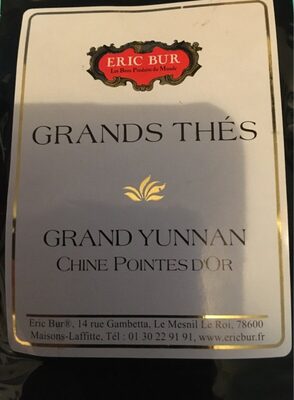 ERIC BUR
Les Bons Produits du Monde
GRANDS THÉS
GRAND YUNNAN
CHINE POINTES D'OR
Eric Bur®, 14 rue Gambetta, Le Mesnil Le Roi, 78600
Maisons-Laffitte, Tél : 01 30 22 91 91, www.ericbur.fr